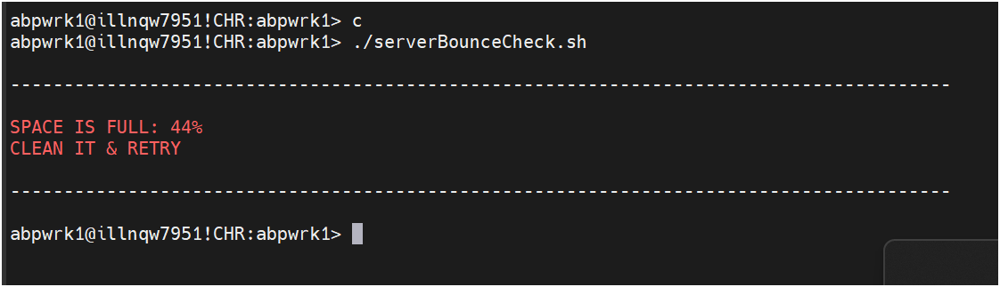 abpwrk1@illnqw7951!CHR:abpwrk1> c
abpwrk1@illnqw7951!CHR:abpwrk1> ./serverBounceCheck.sh
----------------------------------------------------------------------------------------
SPACE IS FULL: 44%
CLEAN IT & RETRY
----------------------------------------------------------------------------------------
abpwrk1@illnqw7951!CHR:abpwrk1>